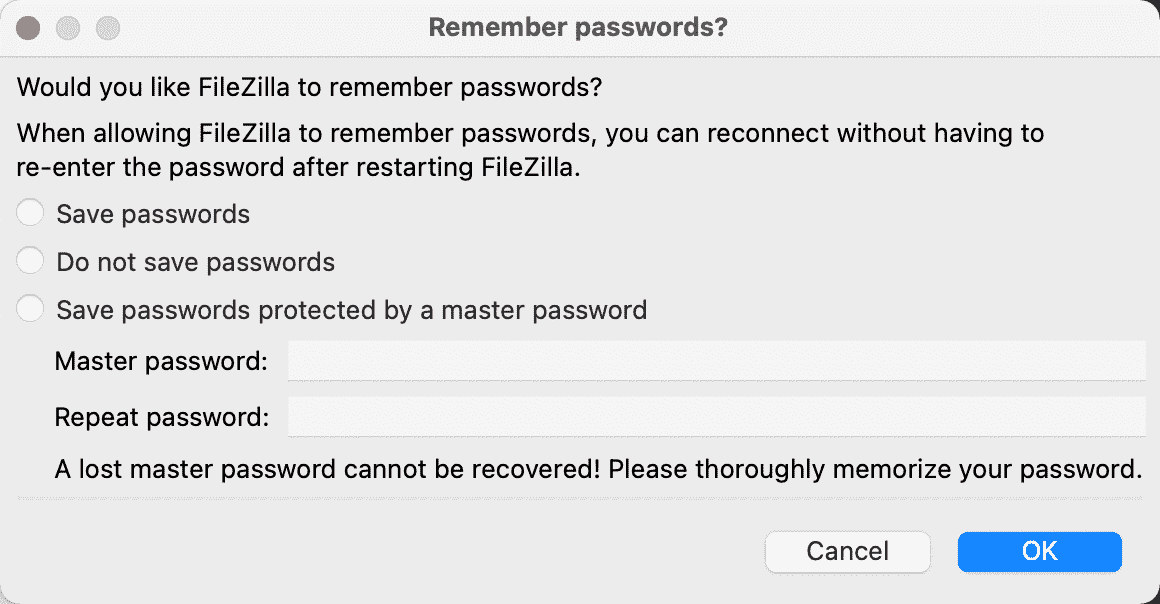 Remember passwords?
Would you like FileZilla to remember passwords?
When allowing FileZilla to remember passwords, you can reconnect without having to
re-enter the password after restarting FileZilla.
Save passwords
Do not save passwords
Save passwords protected by a master password
Master password:
Repeat password:
A lost master password cannot be recovered! Please thoroughly memorize your password.
Cancel OK